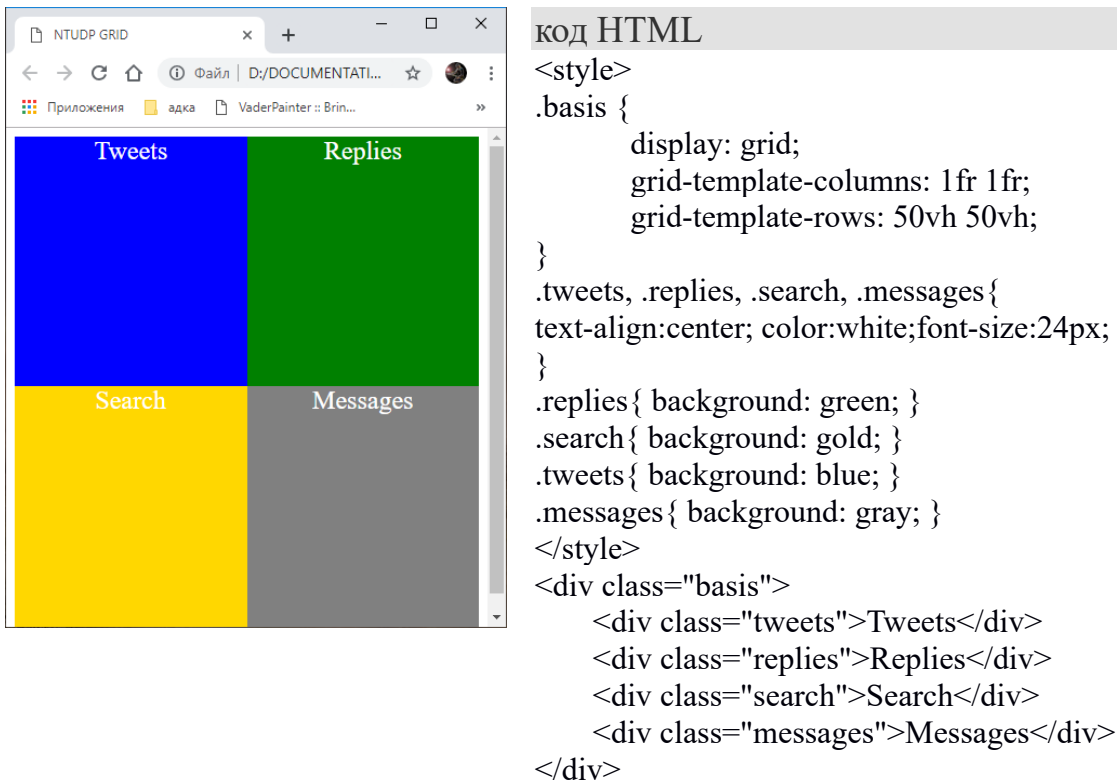 NTUDP GRID
Файл | D:/DOCUMENTATI...
Приложения адка VaderPainter :: Brin...
Tweets Replies
Search Messages
код HTML
<style>
.basis {
display: grid;
grid-template-columns: 1fr 1fr;
grid-template-rows: 50vh 50vh;
}
.tweets, .replies, .search, .messages{
text-align:center; color:white;font-size:24px;
}
.replies{ background: green; }
.search{ background: gold; }
.tweets{ background: blue; }
.messages{ background: gray; }
</style>
<div class="basis">
<div class="tweets">Tweets</div>
<div class="replies">Replies</div>
<div class="search">Search</div>
<div class="messages">Messages</div>
</div>